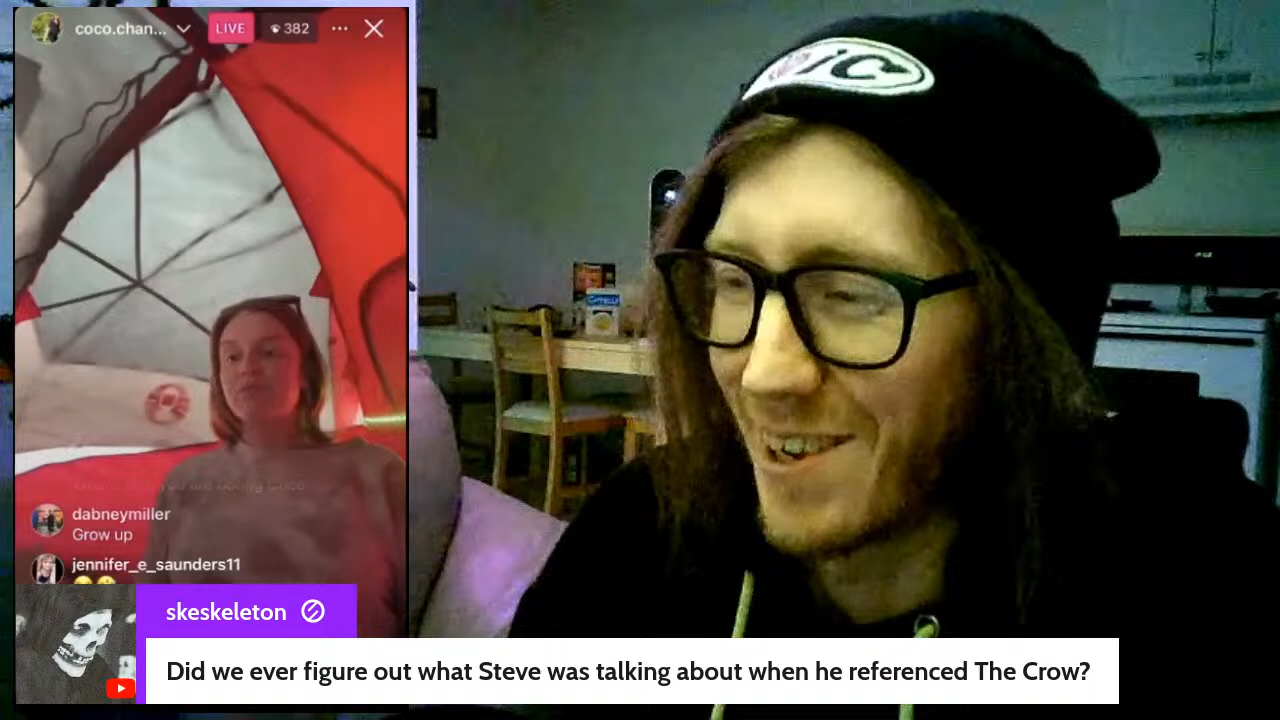 coco.chan...
LIVE
382
BIC
dabneymiller
Grow up
jennifer_e_saunders11
skeskeleton
Did we ever figure out what Steve was talking about when he referenced The Crow?